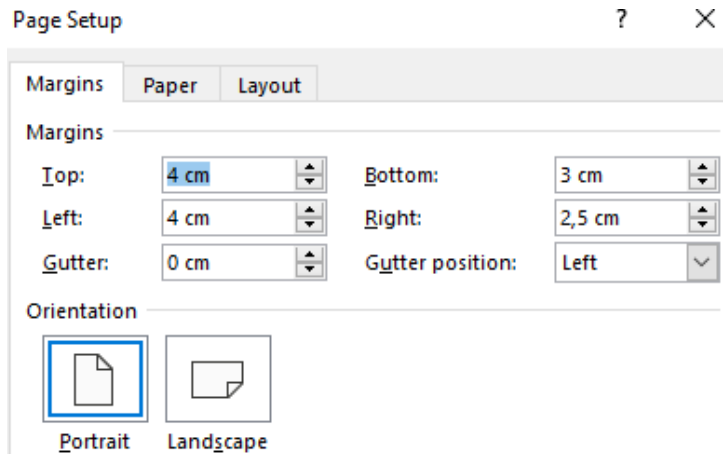 Page Setup ? X
Margins Paper Layout
Margins
Top: 4 cm Bottom: 3 cm
Left: 4 cm Right: 2,5 cm
Gutter: 0 cm Gutter position: Left
Orientation
Portrait Landscape